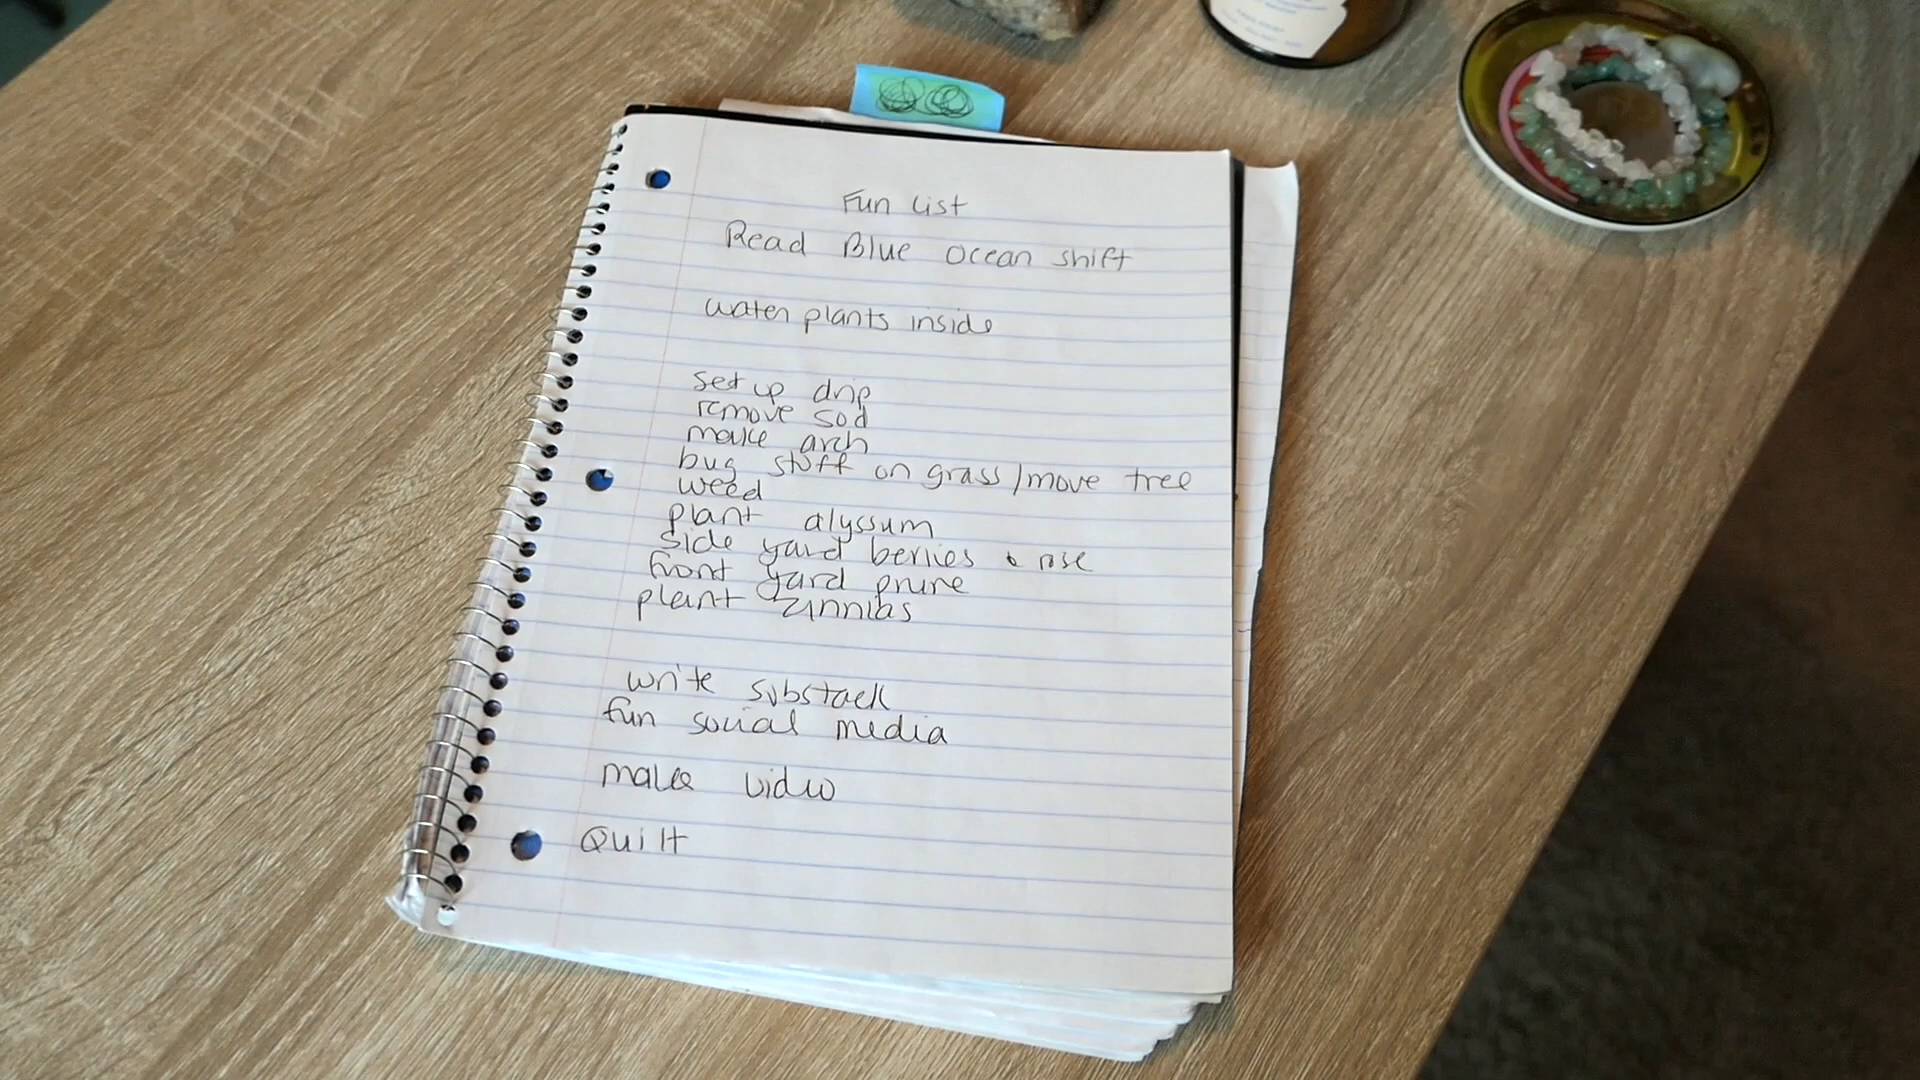 Fun List
Read Blue Ocean shift
water plants inside
set up drip
remove sod
make arch
bug stuff on grass/move tree
weed
plant alyssum
side yard berries & rose
front yard prune
plant zinnias
write substack
fun social media
make video
Quilt